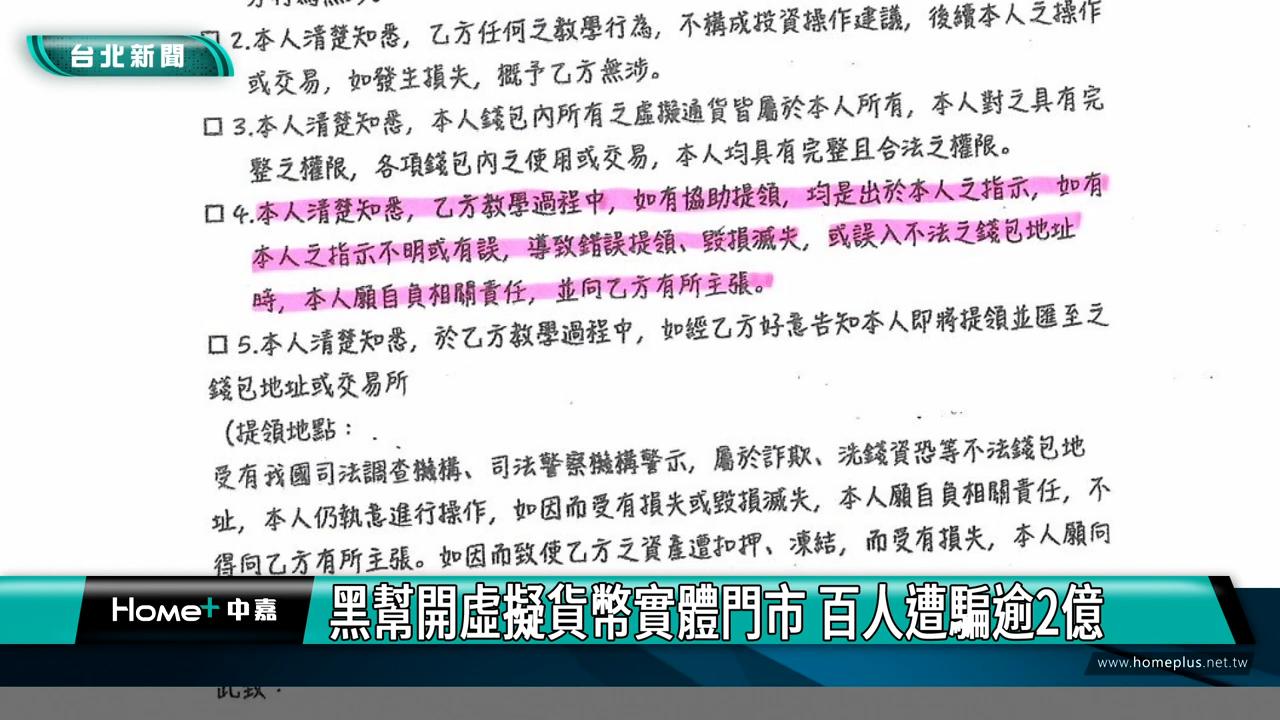 台北新聞
2.本人清楚知悉，乙方任何之教學行為，不構成投資操作建議，後續本人之操作
或交易，如發生損失，概予乙方無涉。
3.本人清楚知悉，本人錢包內所有之虛擬通貨皆屬於本人所有，本人對之具有完
整之權限，各項錢包內之使用或交易，本人均具有完整且合法之權限。
4.本人清楚知悉，乙方教學過程中，如有協助提領，均是出於本人之指示，如有
本人之指示不明或有誤，導致錯誤提領、毀損滅失，或誤入不法之錢包地址
時，本人願自負相關責任，並向乙方有所主張。
5.本人清楚知悉，於乙方教學過程中，如經乙方好意告知本人即將提領並匯至之
錢包地址或交易所
（提領地點：
受有我國司法調查機構、司法警察機構警示，屬於詐欺、洗錢資恐等不法錢包地
址，本人仍執意進行操作，如因而受有損失或毀損滅失，本人願自負相關責任，不
得向乙方有所主張。如因而致使乙方之資產遭扣押、凍結，而受有損失，本人願向
Home+中嘉
黑幫開虛擬貨幣實體門市 百人遭騙逾2億
www.homeplus.net.tw
此致：